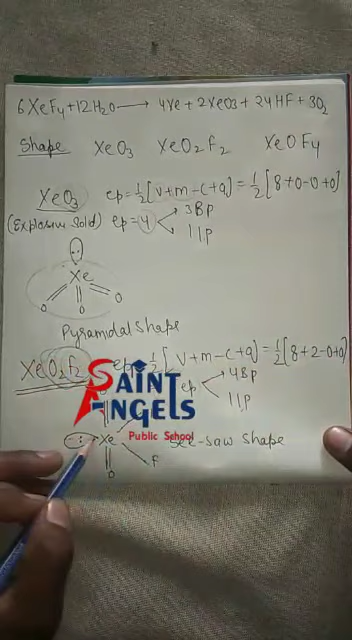 6XeF4+12H2O → 4Xe + 2XeO3 + 24HF + 3O2
Shape XeO3 XeO2F2 XeOF4
XeO3 ep = 1/2[V+m-c+a] = 1/2[8+0-0+0]
(Explosive Solid) ep = 4 3Bp
1lp
Xe
O O O
Pyramidal Shape
XeO2F2 ep 1/2[V+m-c+a] = 1/2[8+2-0+0]
ep 4Bp
1lp
SAINT
ANGELS
Public School
Xe See-saw shape
F
O